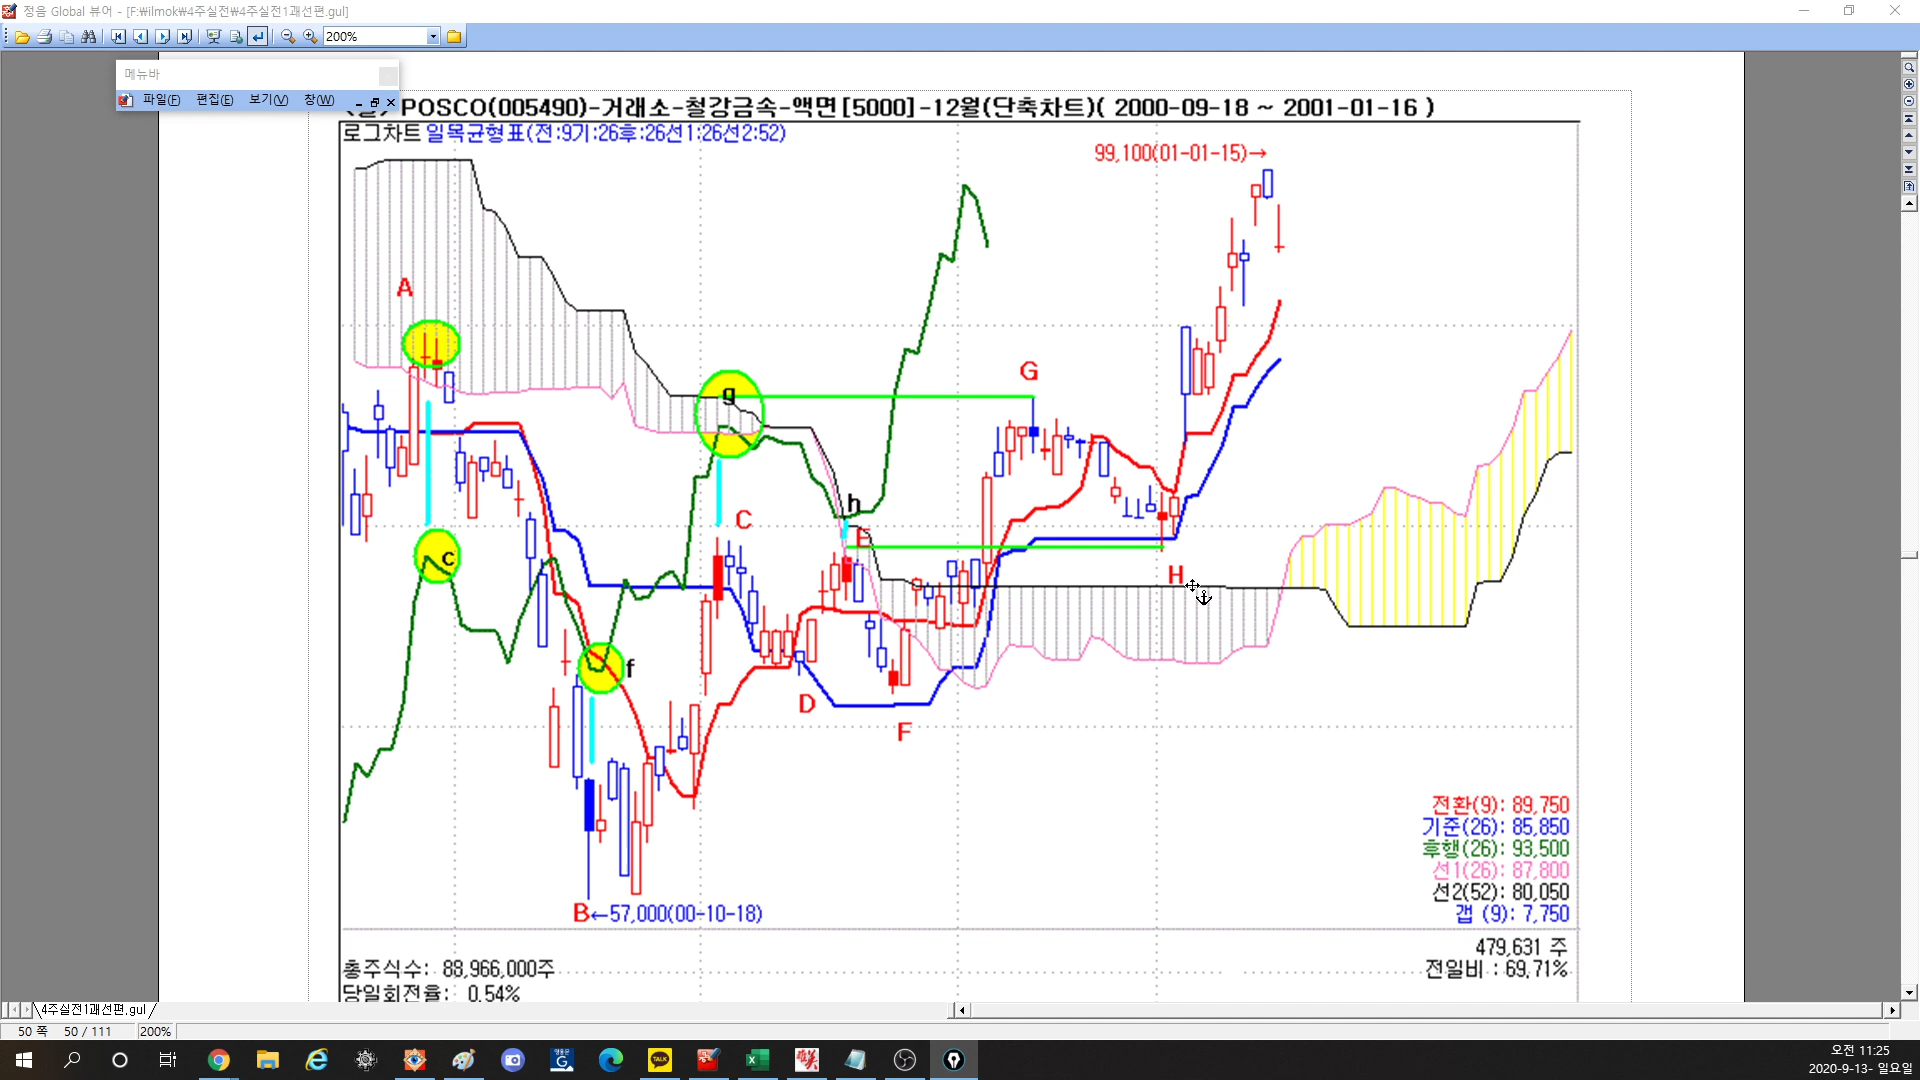 정음 Global 뷰어 - [F:\ilmok\4주실전\4주실전1괘선편.gul]
200%
메뉴바
파일(F) 편집(E) 보기(V) 창(W)
POSCO(005490)-거래소-철강금속-액면[5000]-12월(단축차트)( 2000-09-18 ~ 2001-01-16 )
로그차트 일목균형표(전:9기:26후:26선1:26선2:52)
99,100(01-01-15)→
A
G
g
h
C
E
c
H
f
D
F
B←57,000(00-10-18)
전환(9): 89,750
기준(26): 85,850
후행(26): 93,500
선1(26): 87,800
선2(52): 80,050
갭 (9): 7,750
479,631 주
총주식수: 88,966,000주
전일비 : 69,71%
당일회전율: 0.54%
4주실전1괘선편.gul
50 쪽 50 / 111 200%
TALK
오전 11:25
2020-9-13- 일요일